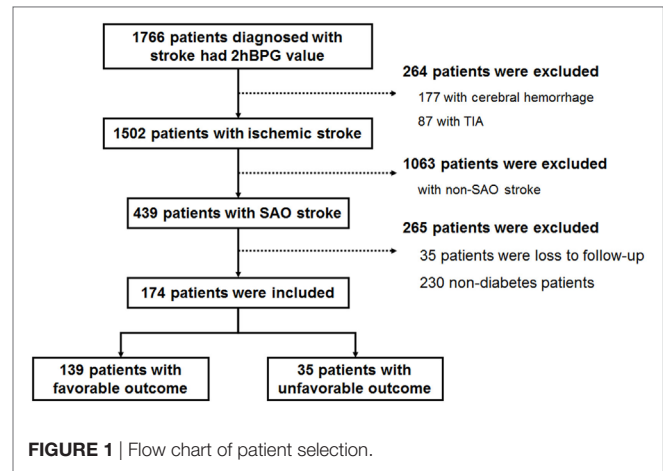 1766 patients diagnosed with
stroke had 2hBPG value
264 patients were excluded
177 with cerebral hemorrhage
87 with TIA
1502 patients with ischemic stroke
1063 patients were excluded
with non-SAO stroke
439 patients with SAO stroke
265 patients were excluded
35 patients were loss to follow-up
230 non-diabetes patients
174 patients were included
139 patients with
favorable outcome
35 patients with
unfavorable outcome
FIGURE 1 | Flow chart of patient selection.